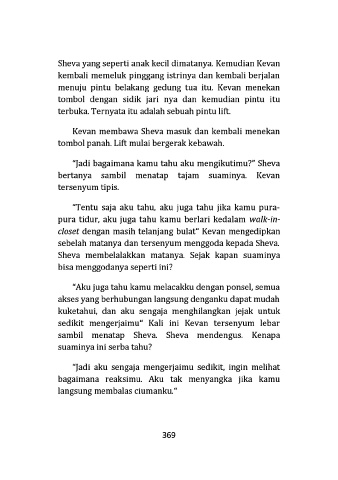 Sheva yang seperti anak kecil dimatanya. Kemudian Kevan
kembali memeluk pinggang istrinya dan kembali berjalan
menuju pintu belakang gedung tua itu. Kevan menekan
tombol dengan sidik jari nya dan kemudian pintu itu
terbuka. Ternyata itu adalah sebuah pintu lift.
Kevan membawa Sheva masuk dan kembali menekan
tombol panah. Lift mulai bergerak kebawah.
"Jadi bagaimana kamu tahu aku mengikutimu?" Sheva
bertanya sambil menatap tajam suaminya. Kevan
tersenyum tipis.
"Tentu saja aku tahu, aku juga tahu jika kamu pura-
pura tidur, aku juga tahu kamu berlari kedalam walk-in-
closet dengan masih telanjang bulat" Kevan mengedipkan
sebelah matanya dan tersenyum menggoda kepada Sheva.
Sheva membelalakkan matanya. Sejak kapan suaminya
bisa menggodanya seperti ini?
"Aku juga tahu kamu melacakku dengan ponsel, semua
akses yang berhubungan langsung denganku dapat mudah
kuketahui, dan aku sengaja menghilangkan jejak untuk
sedikit mengerjaimu" Kali ini Kevan tersenyum lebar
sambil menatap Sheva. Sheva mendengus. Kenapa
suaminya ini serba tahu?
"Jadi aku sengaja mengerjaimu sedikit, ingin melihat
bagaimana reaksimu. Aku tak menyangka jika kamu
langsung membalas ciumanku."
369